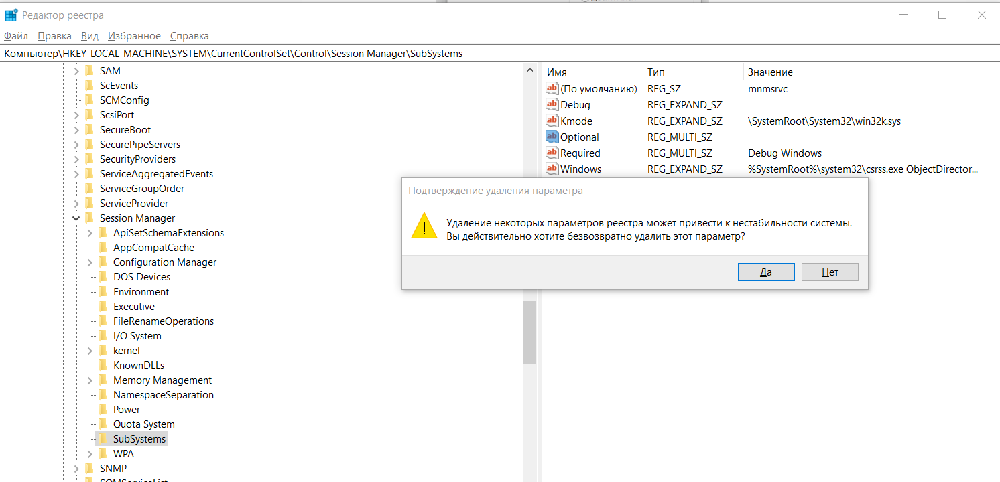 Редактор реестра
Файл Правка Вид Избранное Справка
Компьютер\HKEY_LOCAL_MACHINE\SYSTEM\CurrentControlSet\Control\Session Manager\SubSystems
SAM
ScEvents
SCMConfig
ScsiPort
SecureBoot
SecurePipeServers
SecurityProviders
ServiceAggregatedEvents
ServiceGroupOrder
ServiceProvider
Session Manager
ApiSetSchemaExtensions
AppCompatCache
Configuration Manager
DOS Devices
Environment
Executive
FileRenameOperations
I/O System
kernel
KnownDLLs
Memory Management
NamespaceSeparation
Power
Quota System
SubSystems
WPA
SNMP
SQMServiceList
Имя Тип Значение
(По умолчанию) REG_SZ mnmsrvc
Debug REG_EXPAND_SZ
Kmode REG_EXPAND_SZ \SystemRoot\System32\win32k.sys
Optional REG_MULTI_SZ
Required REG_MULTI_SZ Debug Windows
Windows REG_EXPAND_SZ %SystemRoot%\system32\csrss.exe ObjectDirector...
Подтверждение удаления параметра
Удаление некоторых параметров реестра может привести к нестабильности системы.
Вы действительно хотите безвозвратно удалить этот параметр?
Да Нет